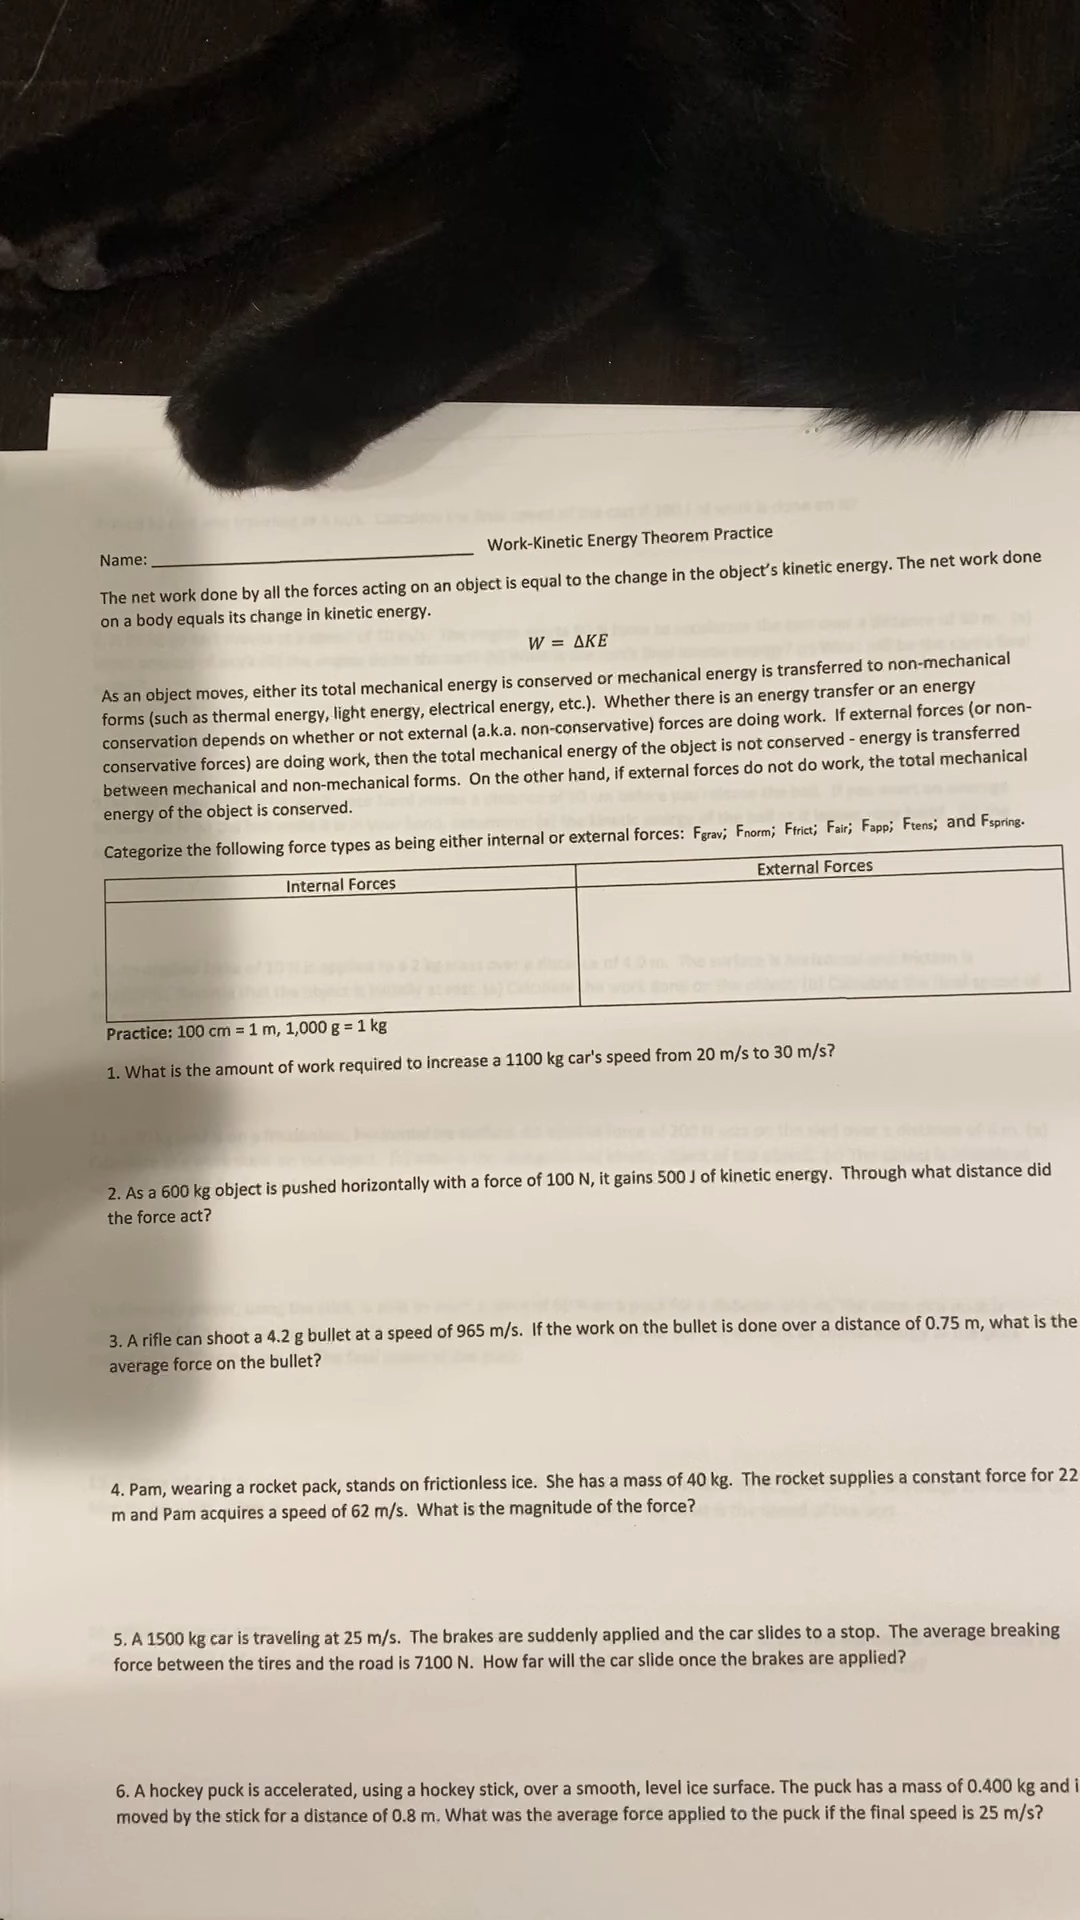 Name: Work-Kinetic Energy Theorem Practice
The net work done by all the forces acting on an object is equal to the change in the object's kinetic energy. The net work done
on a body equals its change in kinetic energy.
W = ΔKE
As an object moves, either its total mechanical energy is conserved or mechanical energy is transferred to non-mechanical
forms (such as thermal energy, light energy, electrical energy, etc.). Whether there is an energy transfer or an energy
conservation depends on whether or not external (a.k.a. non-conservative) forces are doing work. If external forces (or non-
conservative forces) are doing work, then the total mechanical energy of the object is not conserved - energy is transferred
between mechanical and non-mechanical forms. On the other hand, if external forces do not do work, the total mechanical
energy of the object is conserved.
Categorize the following force types as being either internal or external forces: Fgrav; Fnorm; Ffrict; Fair; Fapp; Ftens; and Fspring.
Internal Forces External Forces
Practice: 100 cm = 1 m, 1,000 g = 1 kg
1. What is the amount of work required to increase a 1100 kg car's speed from 20 m/s to 30 m/s?
2. As a 600 kg object is pushed horizontally with a force of 100 N, it gains 500 J of kinetic energy. Through what distance did
the force act?
3. A rifle can shoot a 4.2 g bullet at a speed of 965 m/s. If the work on the bullet is done over a distance of 0.75 m, what is the
average force on the bullet?
4. Pam, wearing a rocket pack, stands on frictionless ice. She has a mass of 40 kg. The rocket supplies a constant force for 22
m and Pam acquires a speed of 62 m/s. What is the magnitude of the force?
5. A 1500 kg car is traveling at 25 m/s. The brakes are suddenly applied and the car slides to a stop. The average breaking
force between the tires and the road is 7100 N. How far will the car slide once the brakes are applied?
6. A hockey puck is accelerated, using a hockey stick, over a smooth, level ice surface. The puck has a mass of 0.400 kg and
moved by the stick for a distance of 0.8 m. What was the average force applied to the puck if the final speed is 25 m/s?